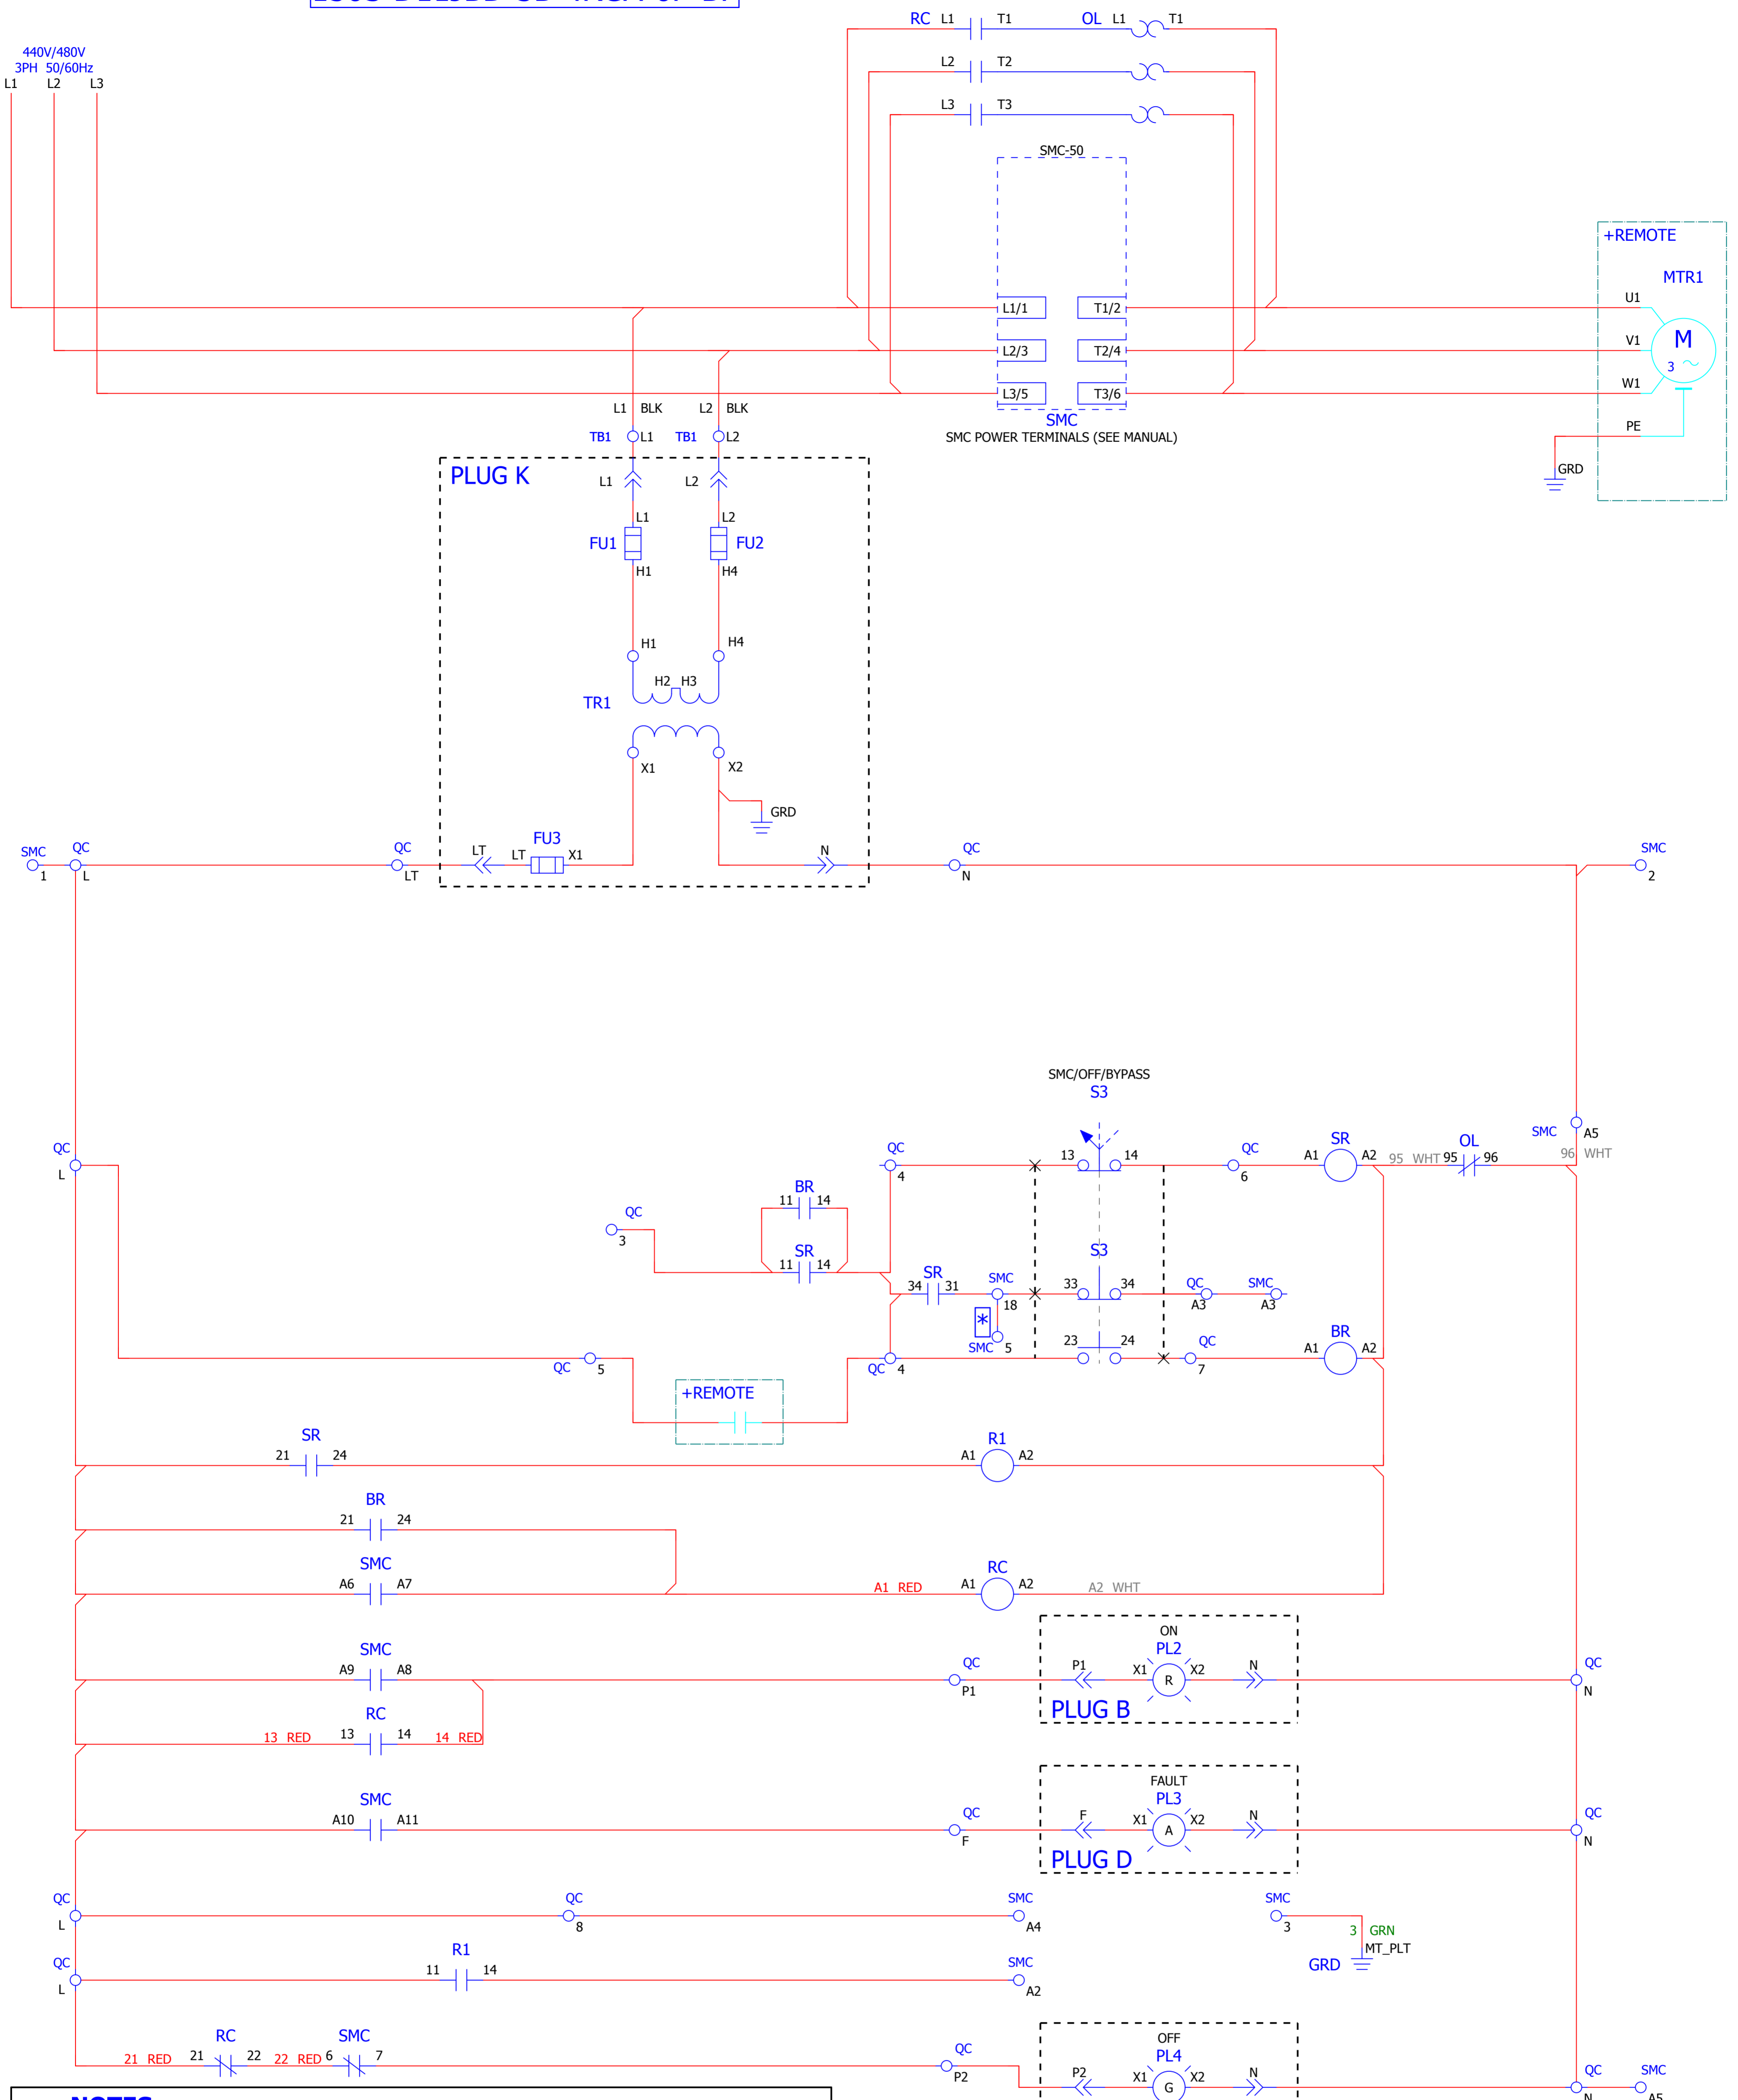 440V/480V
3PH 50/60Hz
L1 L2 L3
RC L1 T1 OL L1 T1
L2 T2
L3 T3
SMC-50
L1/1 T1/2
L2/3 T2/4
L3/5 T3/6
SMC
SMC POWER TERMINALS (SEE MANUAL)
+REMOTE
MTR1
U1
V1 M
3
W1
PE
GRD
L1 BLK L2 BLK
TB1 L1 TB1 L2
PLUG K
L1 L2
L1 L2
FU1 FU2
H1 H4
H1 H4
H2 H3
TR1
X1 X2
GRD
SMC QC QC LT LT FU3 X1 N QC SMC
1 L LT N 2
SMC/OFF/BYPASS
S3
QC QC 13 14 QC SR SMC A5
L 4 6 A1 A2 95 WHT 95 OL 96 96 WHT
BR
11 14
QC
3
SR
11 14
S3
SR
34 31 SMC 33 34 QC SMC
18 A3 A3
*
SMC 5
QC 5 QC 4 23 24 QC 7 BR A1 A2
+REMOTE
SR R1
21 24 A1 A2
BR
21 24
SMC RC
A6 A7 A1 RED A1 A2 A2 WHT
ON
SMC QC PL2 QC
A9 A8 P1 P1 X1 R X2 N N
PLUG B
RC
13 RED 13 14 14 RED
FAULT
SMC QC PL3 QC
A10 A11 F F X1 A X2 N N
PLUG D
QC QC SMC SMC
L 8 A4 3
3 GRN
MT_PLT
GRD
QC R1 SMC
L 11 14 A2
OFF
RC SMC QC PL4 QC SMC
21 RED 21 22 22 RED 6 7 P2 P2 X1 G X2 N N A5
NOTES